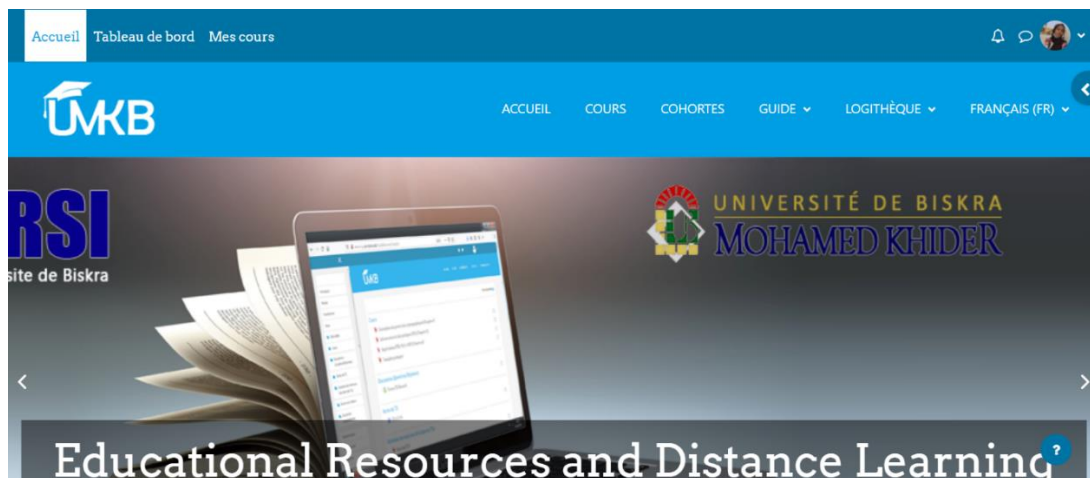 Accueil Tableau de bord Mes cours
UMKB
ACCUEIL COURS COHORTES GUIDE LOGITHÈQUE FRANÇAIS (FR)
RSI
site de Biskra
UNIVERSITÉ DE BISKRA
MOHAMED KHIDER
UMKB
Educational Resources and Distance Learning
?